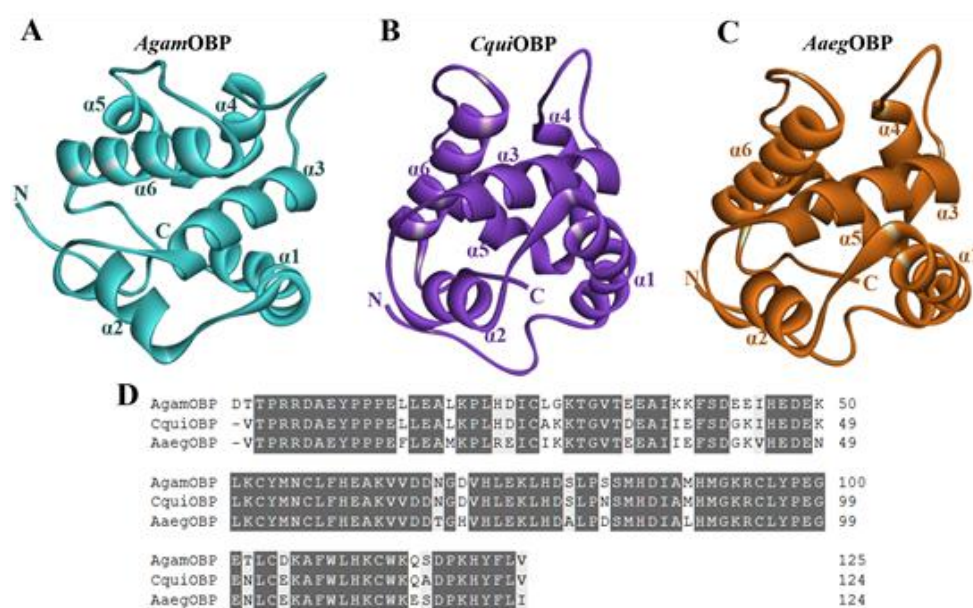 A
AgamOBP
α5
α4
α3
α6
N
C
α1
α2
B
CquiOBP
α4
α3
α6
α5
N
C
α1
α2
C
AaegOBP
α4
α6
α3
α5
N
C
α2
D
AgamOBP DTTPRRDAEYPPPELLEALKPLHDICLGKTGVTEEAIKKFSDEEIHEDEK 50
CquiOBP -VTPRRDAEYPPPELLEALKPLHDICAKKTGVTDEAIIEFSDGKIHEDEK 49
AaegOBP -VTPRRDAEYPPPEFLEAMKPLREICIKKTGVTEEAIIEFSDGKVHEDEN 49
AgamOBP LKCYMNCLFHEAKVVDDNGDVHLEKLHDSLPSSMHDIAMHMGKRCLYPEG 100
CquiOBP LKCYMNCLFHEAKVVDDNGDVHLEKLHDSLPNSMHDIAMHMGKRCLYPEG 99
AaegOBP LKCYMNCLFHEAKVVDDTGHVHLEKLHDALPDSMHDIALHMGKRCLYPEG 99
AgamOBP ETLCDKAFWLHKCWKQSDPKHYFLV 125
CquiOBP ENLCEKAFWLHKCWKQADPKHYFLV 124
AaegOBP ENLCEKAFWLHKCWKESDPKHYFLI 124